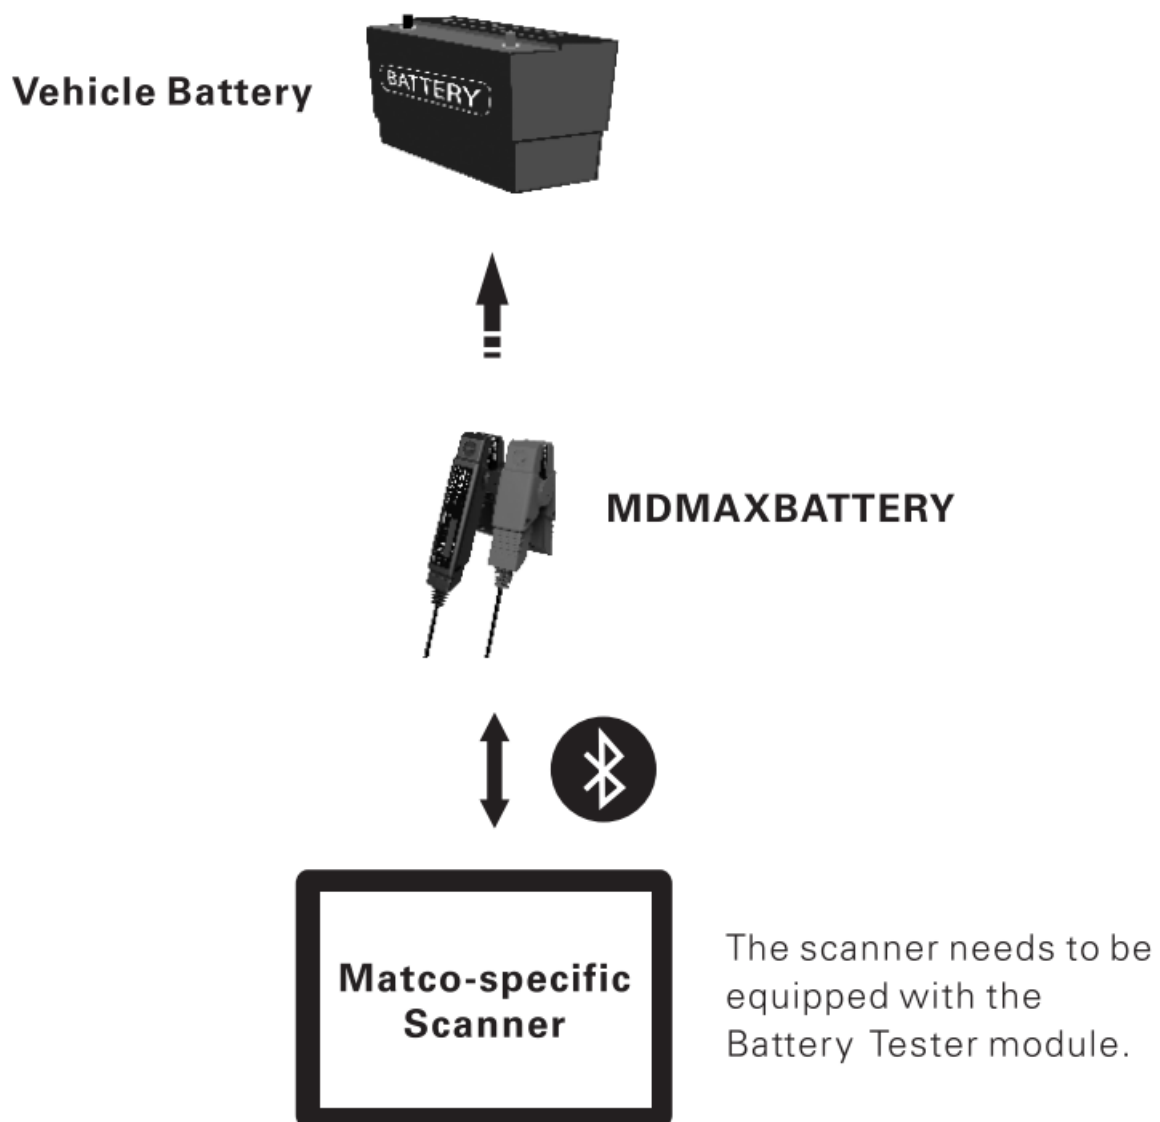 Vehicle Battery
BATTERY
MDMAXBATTERY
Matco-specific
Scanner
The scanner needs to be
equipped with the
Battery Tester module.